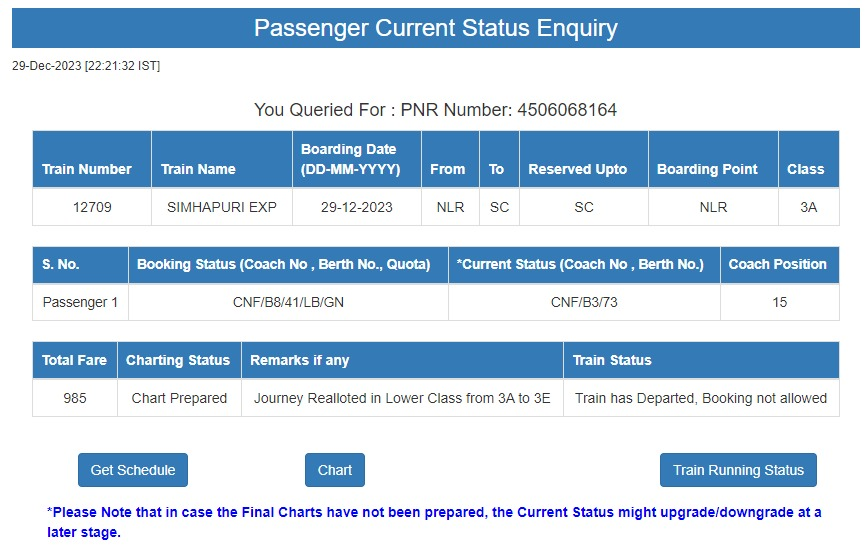 Passenger Current Status Enquiry
29-Dec-2023 [22:21:32 IST]
You Queried For : PNR Number: 4506068164
Train Number Train Name Boarding Date (DD-MM-YYYY) From To Reserved Upto Boarding Point Class
12709 SIMHAPURI EXP 29-12-2023 NLR SC SC NLR 3A
S. No. Booking Status (Coach No , Berth No., Quota) *Current Status (Coach No , Berth No.) Coach Position
Passenger 1 CNF/B8/41/LB/GN CNF/B3/73 15
Total Fare Charting Status Remarks if any Train Status
985 Chart Prepared Journey Realloted in Lower Class from 3A to 3E Train has Departed, Booking not allowed
Get Schedule Chart Train Running Status
*Please Note that in case the Final Charts have not been prepared, the Current Status might upgrade/downgrade at a
later stage.